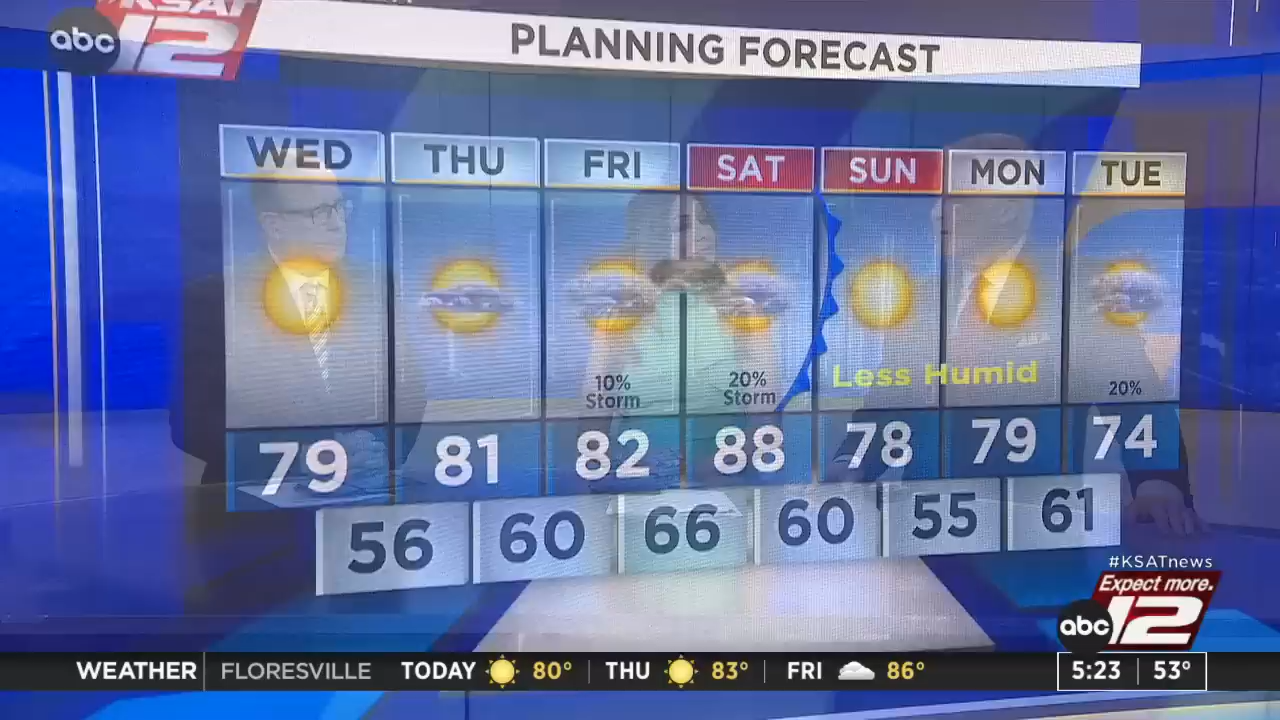 KSAT
abc 12
PLANNING FORECAST
WED THU FRI SAT SUN MON TUE
10% Storm
20% Storm
Less Humid
20%
79 81 82 88 78 79 74
56 60 66 60 55 61
#KSATnews
Expect more.
abc 12
WEATHER FLORESVILLE TODAY 80° THU 83° FRI 86° 5:23 53°